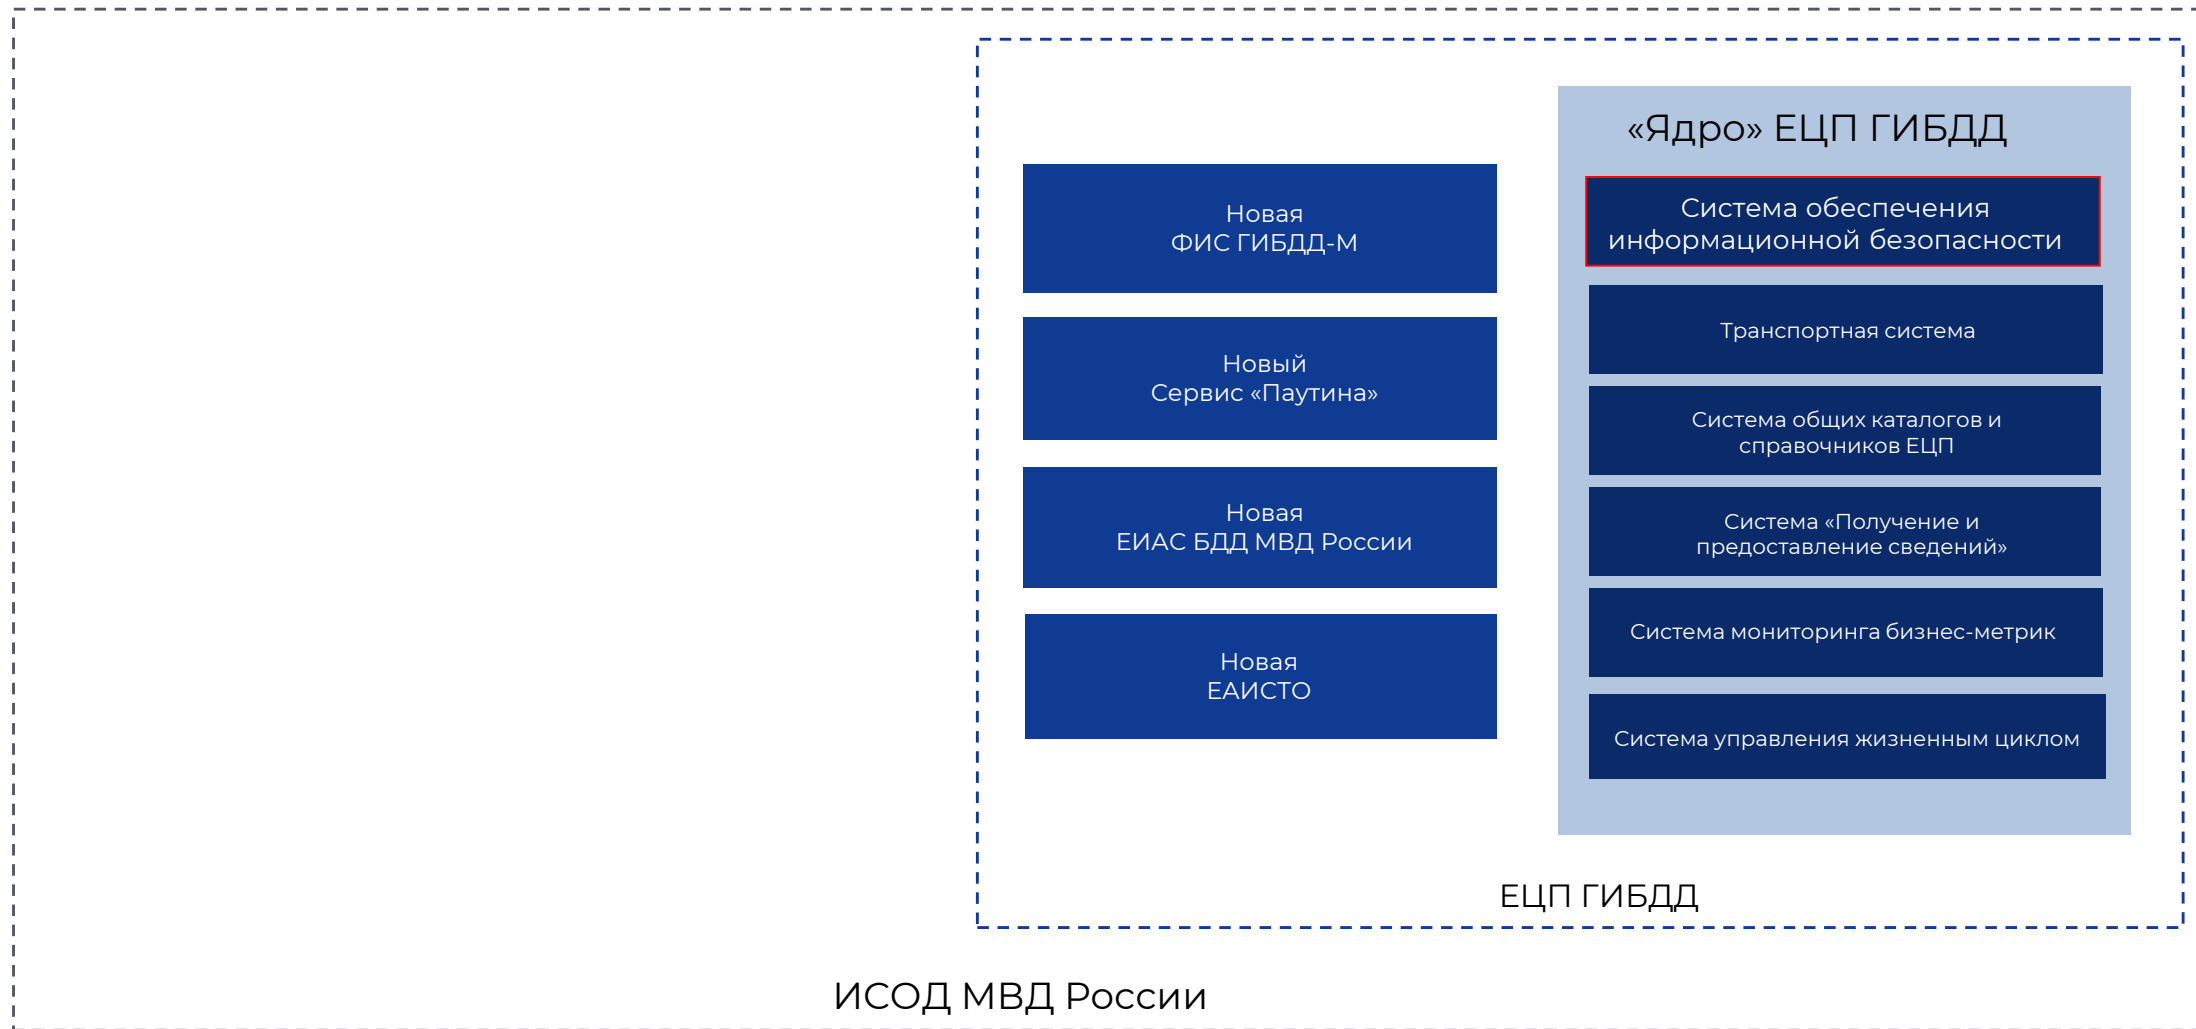 Новая
ФИС ГИБДД-М
Новый
Сервис «Паутина»
Новая
ЕИАС БДД МВД России
Новая
ЕАИСТО
«Ядро» ЕЦП ГИБДД
Система обеспечения
информационной безопасности
Транспортная система
Система общих каталогов и
справочников ЕЦП
Система «Получение и
предоставление сведений»
Система мониторинга бизнес-метрик
Система управления жизненным циклом
ЕЦП ГИБДД
ИСОД МВД России